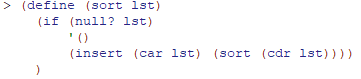 > (define (sort lst)
    (if (null? lst)
        '()
        (insert (car lst) (sort (cdr lst))))
    )